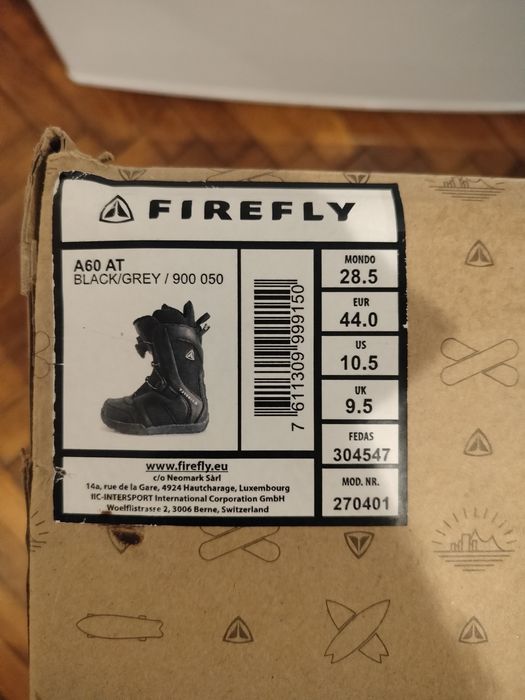 FIREFLY
A60 AT
BLACK/GREY / 900 050
7 611309 999150
MONDO
28.5
EUR
44.0
US
10.5
UK
9.5
FEDAS
304547
MOD. NR.
270401
www.firefly.eu
c/o Neomark Sàrl
14a, rue de la Gare, 4924 Hautcharage, Luxembourg
IIC-INTERSPORT International Corporation GmbH
Woelflistrasse 2, 3006 Berne, Switzerland